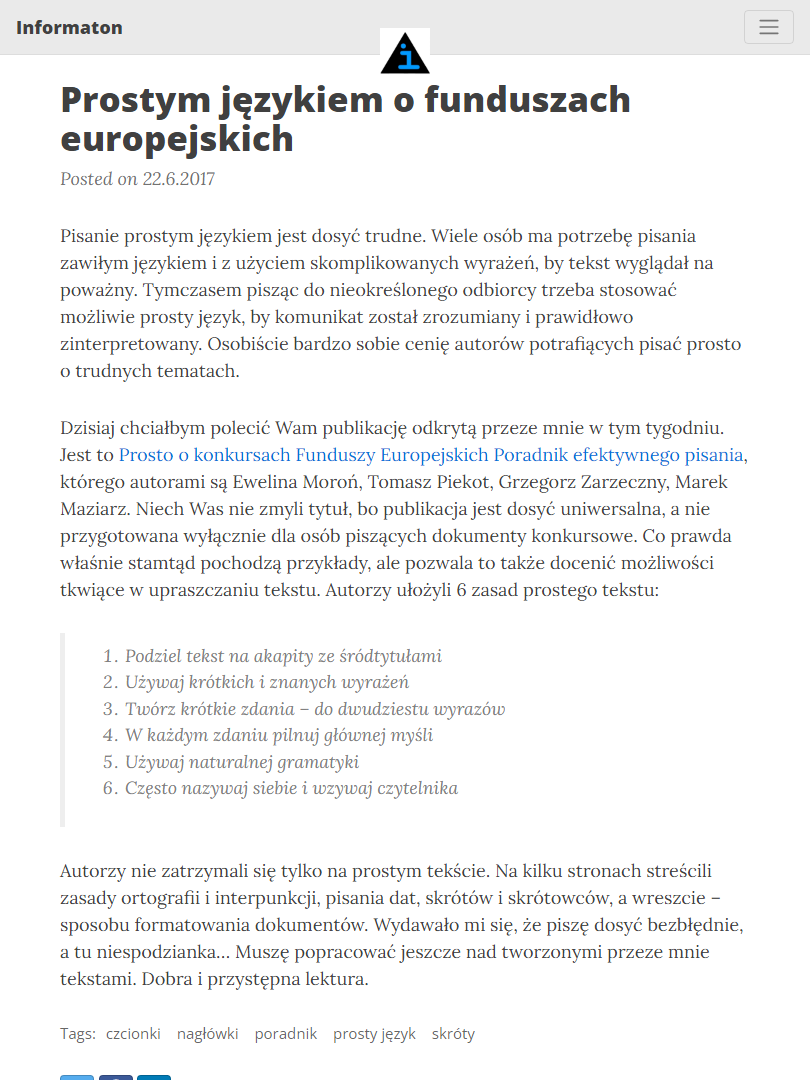 Informaton
Prostym językiem o funduszach
europejskich
Posted on 22.6.2017
Pisanie prostym językiem jest dosyć trudne. Wiele osób ma potrzebę pisania
zawiłym językiem i z użyciem skomplikowanych wyrażeń, by tekst wyglądał na
poważny. Tymczasem pisząc do nieokreślonego odbiorcy trzeba stosować
możliwie prosty język, by komunikat został zrozumiany i prawidłowo
zinterpretowany. Osobiście bardzo sobie cenię autorów potrafiących pisać prosto
o trudnych tematach.
Dzisiaj chciałbym polecić Wam publikację odkrytą przeze mnie w tym tygodniu.
Jest to Prosto o konkursach Funduszy Europejskich Poradnik efektywnego pisania,
którego autorami są Ewelina Moroń, Tomasz Piekot, Grzegorz Zarzeczny, Marek
Maziarz. Niech Was nie zmyli tytuł, bo publikacja jest dosyć uniwersalna, a nie
przygotowana wyłącznie dla osób piszących dokumenty konkursowe. Co prawda
właśnie stamtąd pochodzą przykłady, ale pozwala to także docenić możliwości
tkwiące w upraszczaniu tekstu. Autorzy ułożyli 6 zasad prostego tekstu:
1. Podziel tekst na akapity ze śródtytułami
2. Używaj krótkich i znanych wyrażeń
3. Twórz krótkie zdania – do dwudziestu wyrazów
4. W każdym zdaniu pilnuj głównej myśli
5. Używaj naturalnej gramatyki
6. Często nazywaj siebie i wzywaj czytelnika
Autorzy nie zatrzymali się tylko na prostym tekście. Na kilku stronach streścili
zasady ortografii i interpunkcji, pisania dat, skrótów i skrótowców, a wreszcie –
sposobu formatowania dokumentów. Wydawało mi się, że piszę dosyć bezbłędnie,
a tu niespodzianka… Muszę popracować jeszcze nad tworzonymi przeze mnie
tekstami. Dobra i przystępna lektura.
Tags: czcionki nagłówki poradnik prosty język skróty